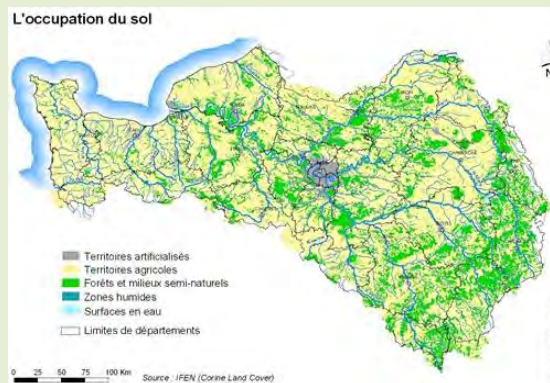 L'occupation du sol
N
Territoires artificialisés
Territoires agricoles
Forêts et milieux semi-naturels
Zones humides
Surfaces en eau
Limites de départements
0 25 50 75 100 Km
Source : IFEN (Corine Land Cover)